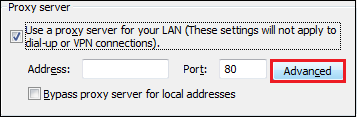 Proxy server
Use a proxy server for your LAN (These settings will not apply to
dial-up or VPN connections).
Address: Port: 80 Advanced
Bypass proxy server for local addresses